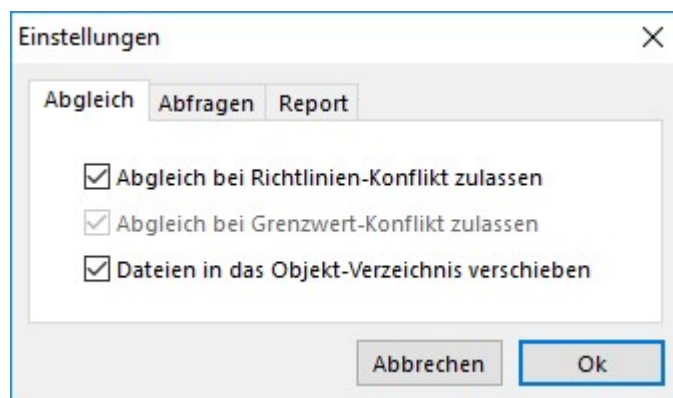 Einstellungen
Abgleich Abfragen Report
Abgleich bei Richtlinien-Konflikt zulassen
Abgleich bei Grenzwert-Konflikt zulassen
Dateien in das Objekt-Verzeichnis verschieben
Abbrechen Ok